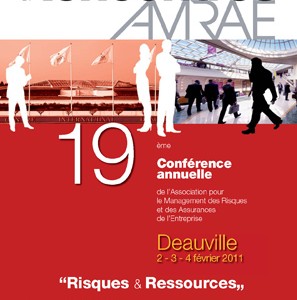 AMRAE
INTERNATIONAL
19
ème
Conférence
annuelle
de l'Association pour
le Management des Risques
et des Assurances
de l'Entreprise
Deauville
2 - 3 - 4 février 2011
“Risques & Ressources„